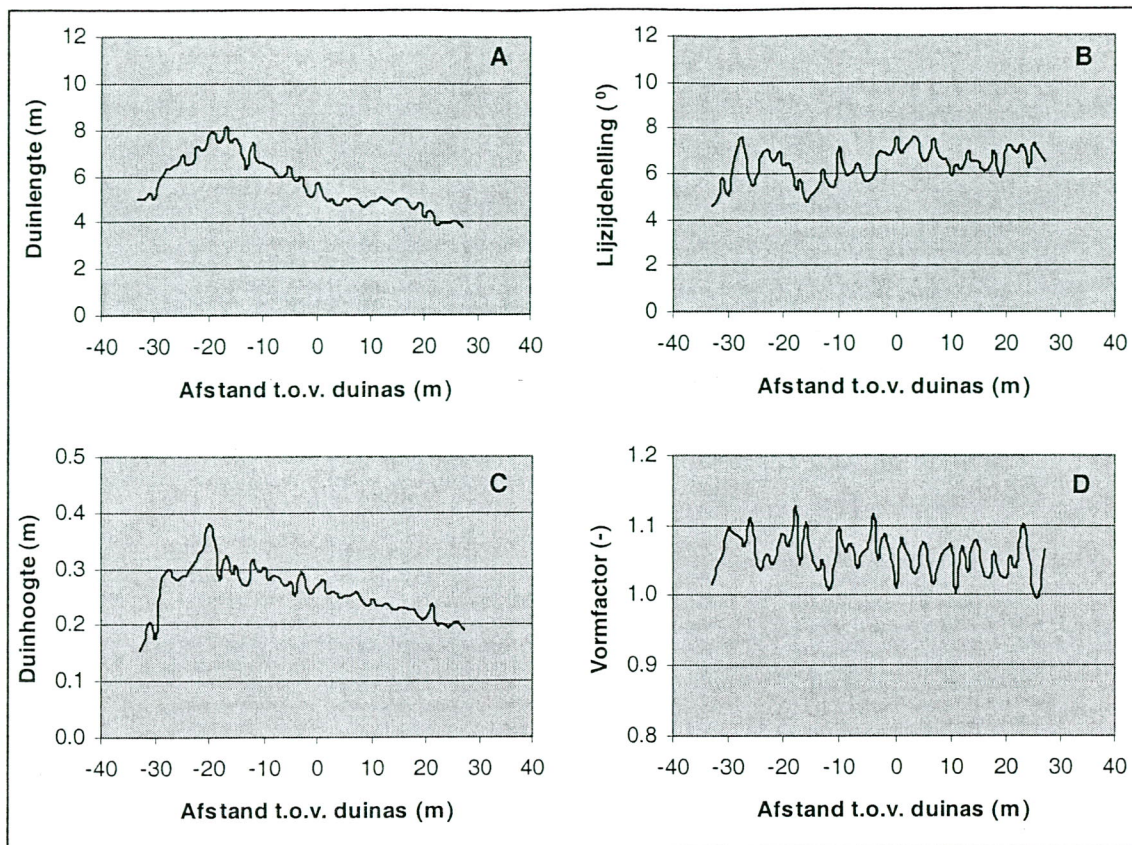 A
Duinlengte (m)
12
10
8
6
4
2
0
-40 -30 -20 -10 0 10 20 30 40
Afstand t.o.v. duinas (m)
B
Lijzijdehelling (°)
12
10
8
6
4
2
0
-40 -30 -20 -10 0 10 20 30 40
Afstand t.o.v. duinas (m)
C
Duinhoogte (m)
0.5
0.4
0.3
0.2
0.1
0.0
-40 -30 -20 -10 0 10 20 30 40
Afstand t.o.v. duinas (m)
D
Vormfactor (-)
1.2
1.1
1.0
0.9
0.8
-40 -30 -20 -10 0 10 20 30 40
Afstand t.o.v. duinas (m)